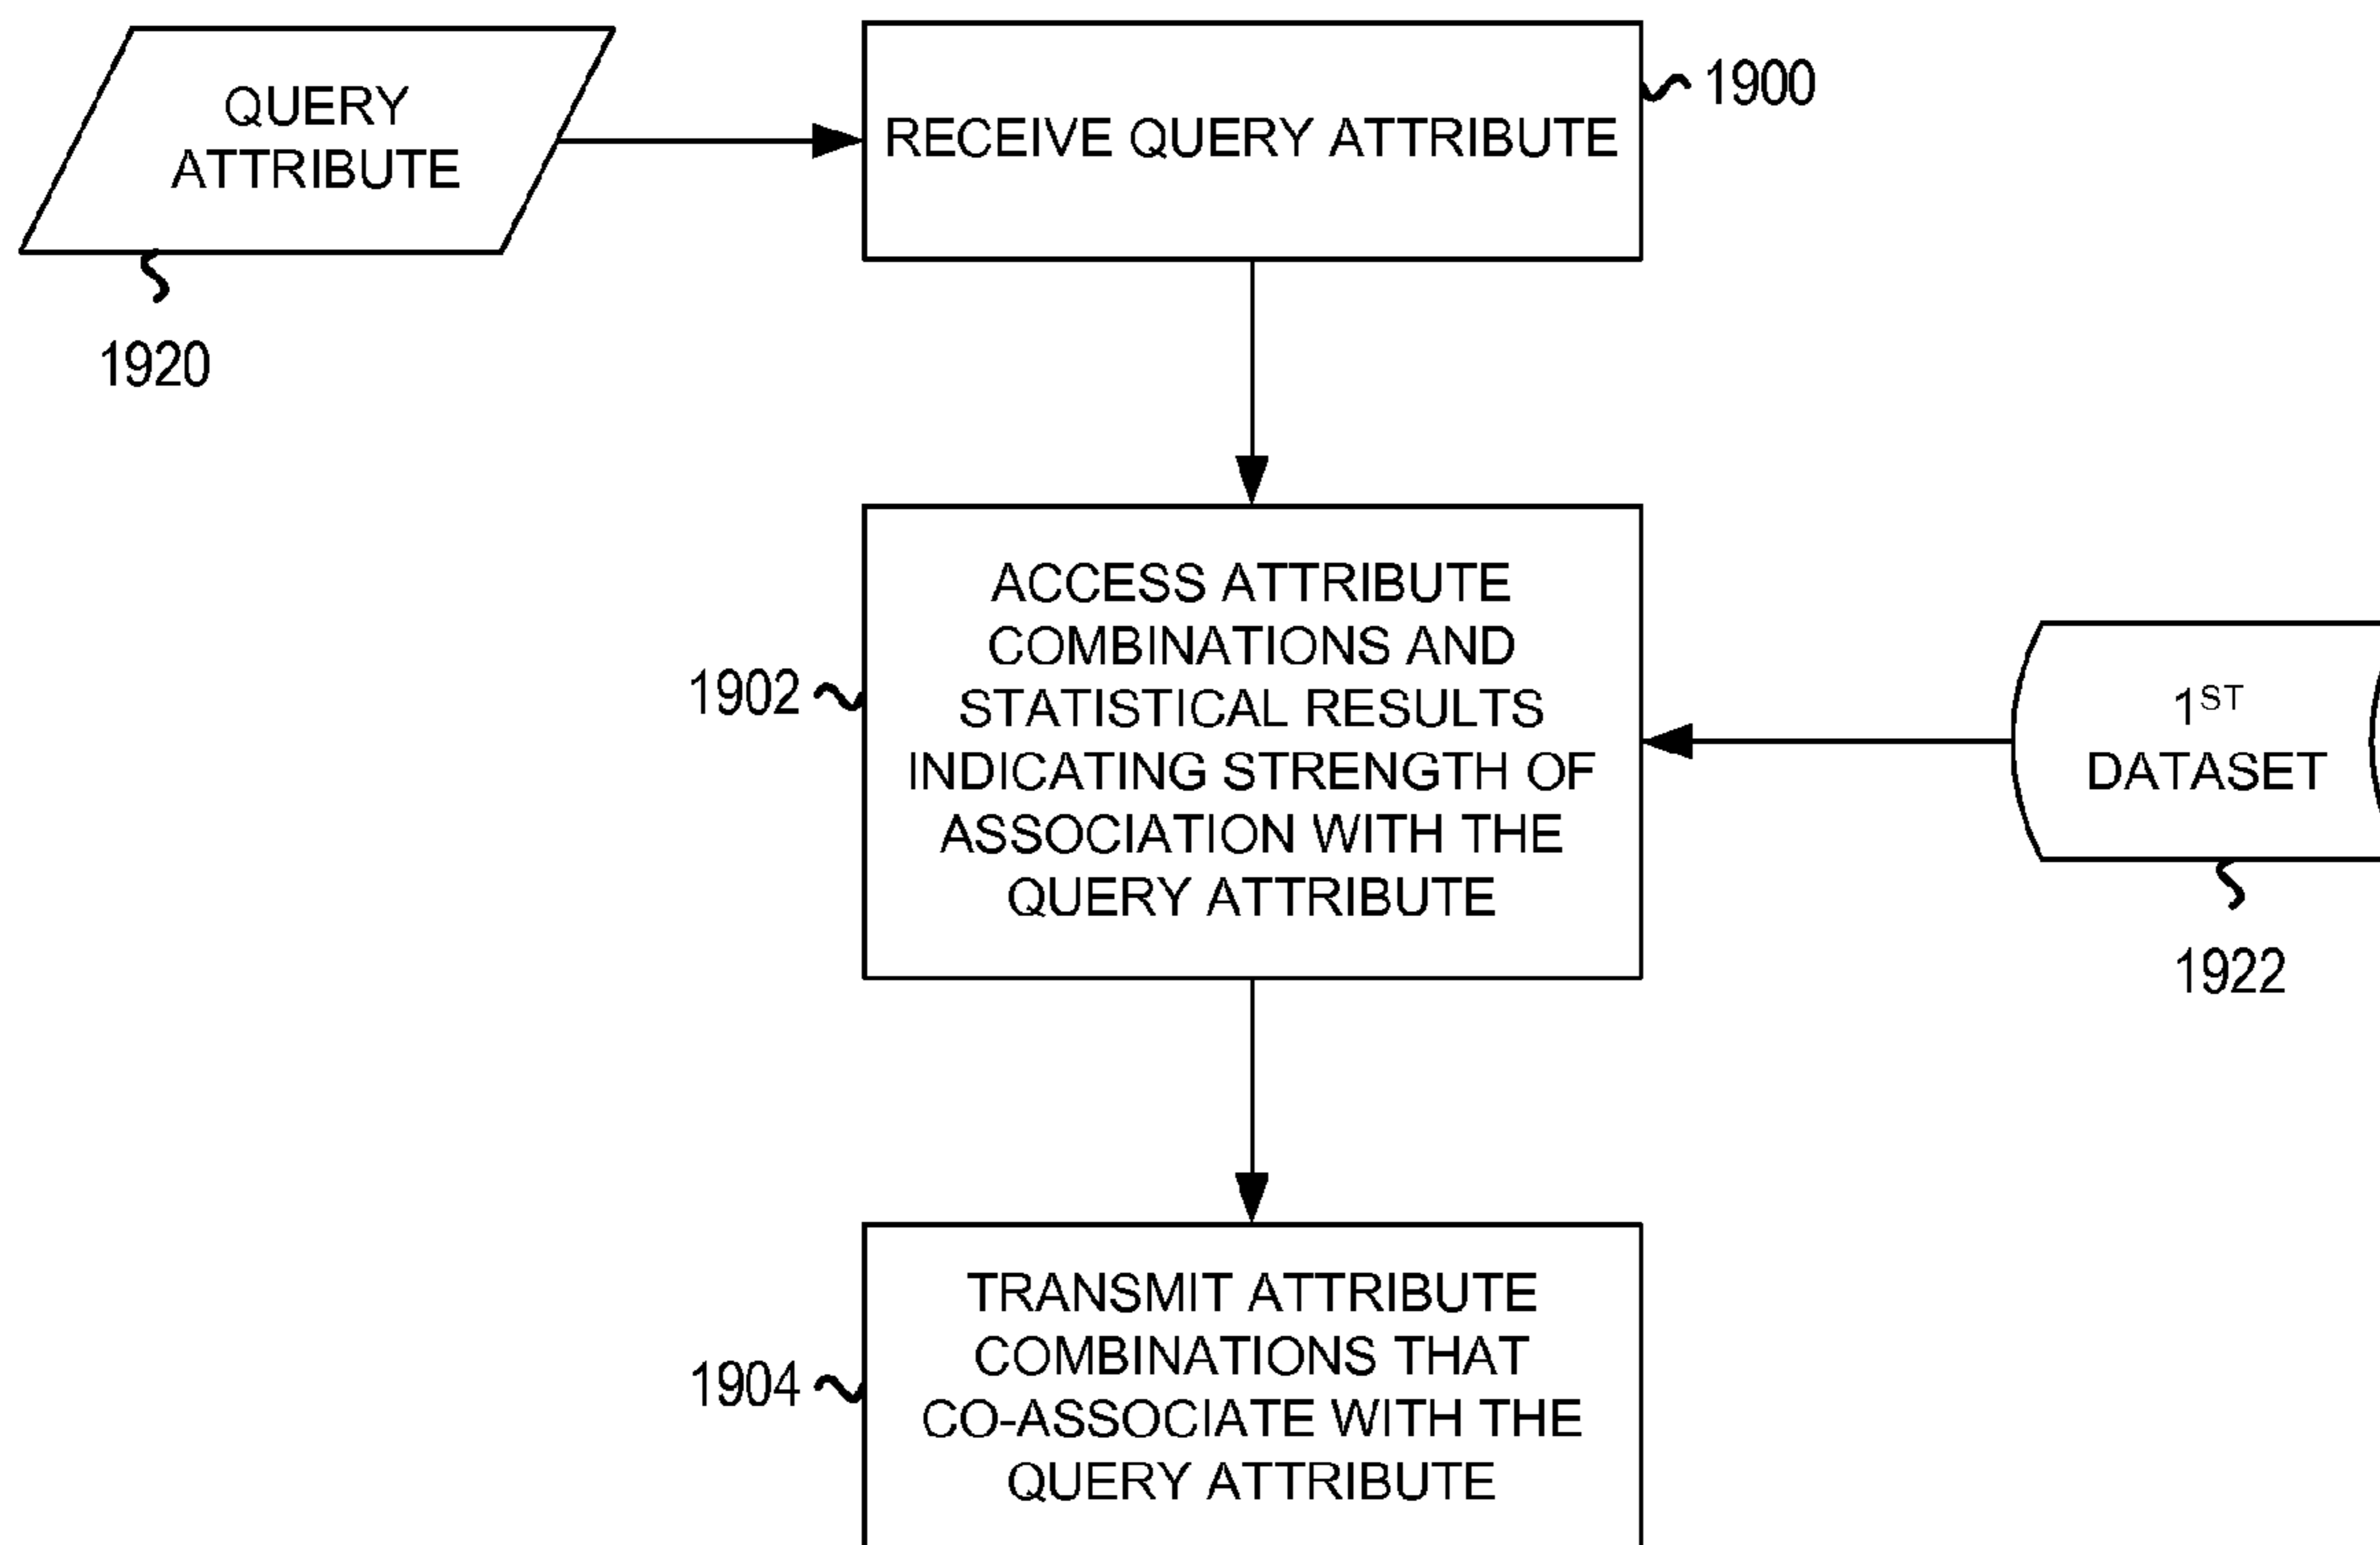 QUERY
ATTRIBUTE
1920
RECEIVE QUERY ATTRIBUTE
1900
ACCESS ATTRIBUTE
COMBINATIONS AND
STATISTICAL RESULTS
INDICATING STRENGTH OF
ASSOCIATION WITH THE
QUERY ATTRIBUTE
1902
1ST
DATASET
1922
TRANSMIT ATTRIBUTE
COMBINATIONS THAT
CO-ASSOCIATE WITH THE
QUERY ATTRIBUTE
1904